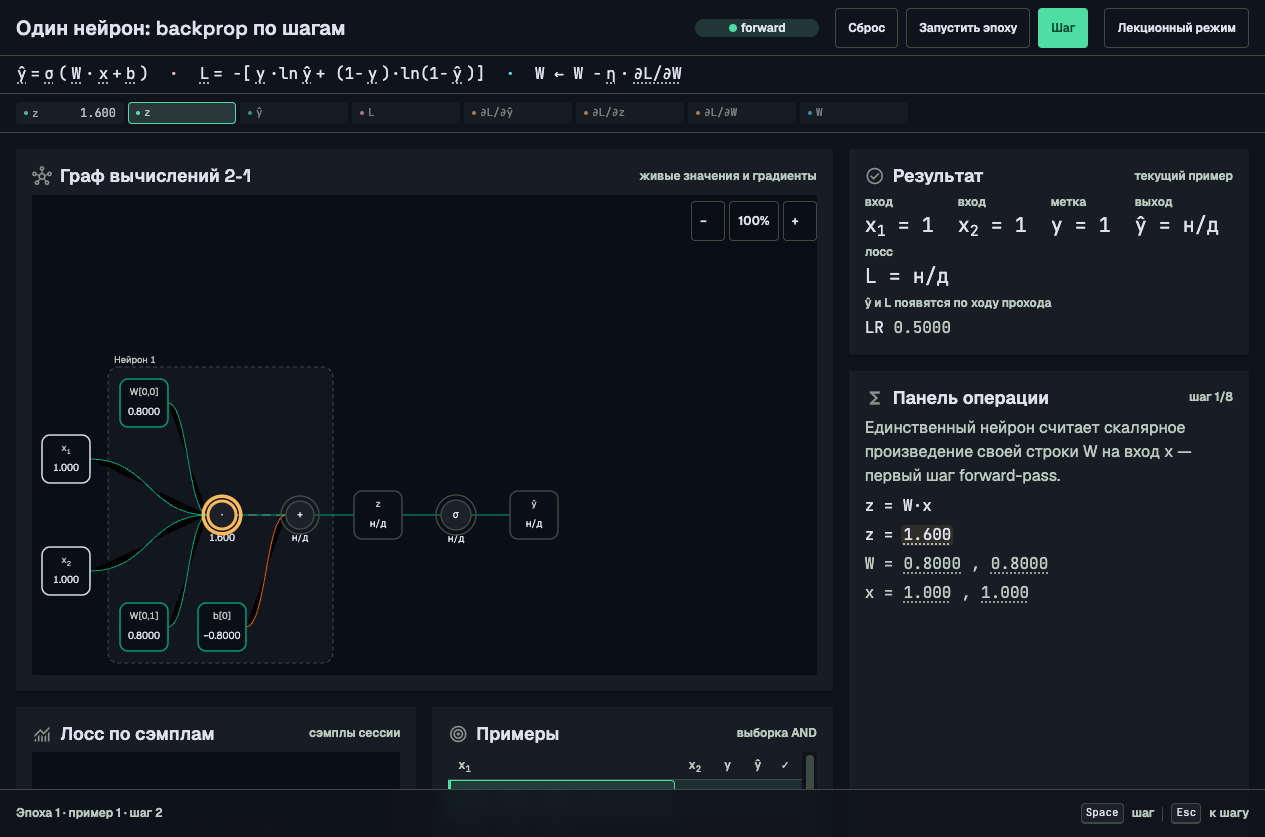 Один нейрон: backprop по шагам
forward
Сброс
Запустить эпоху
Шаг
Лекционный режим
ŷ = σ ( W · x + b ) • L = -[ y · ln ŷ + (1-y) · ln(1-ŷ )] • W ← W - η · ∂L/∂W
z 1.600
z
ŷ
L
∂L/∂ŷ
∂L/∂z
∂L/∂W
W
Граф вычислений 2-1
живые значения и градиенты
−
100%
+
Нейрон 1
W[0,0]
0.8000
x₁
1.000
·
1.600
+
н/д
z
н/д
σ
н/д
ŷ
н/д
x₂
1.000
W[0,1]
0.8000
b[0]
−0.8000
Результат
текущий пример
вход
x₁ = 1
вход
x₂ = 1
метка
y = 1
выход
ŷ = н/д
лосс
L = н/д
ŷ и L появятся по ходу прохода
LR 0.5000
Панель операции
шаг 1/8
Единственный нейрон считает скалярное
произведение своей строки W на вход x —
первый шаг forward-pass.
z = W·x
z = 1.600
W = 0.8000 , 0.8000
x = 1.000 , 1.000
Лосс по сэмплам
сэмплы сессии
Примеры
выборка AND
x₁ x₂ y ŷ ✓
Эпоха 1 · пример 1 · шаг 2
Space шаг
Esc к шагу